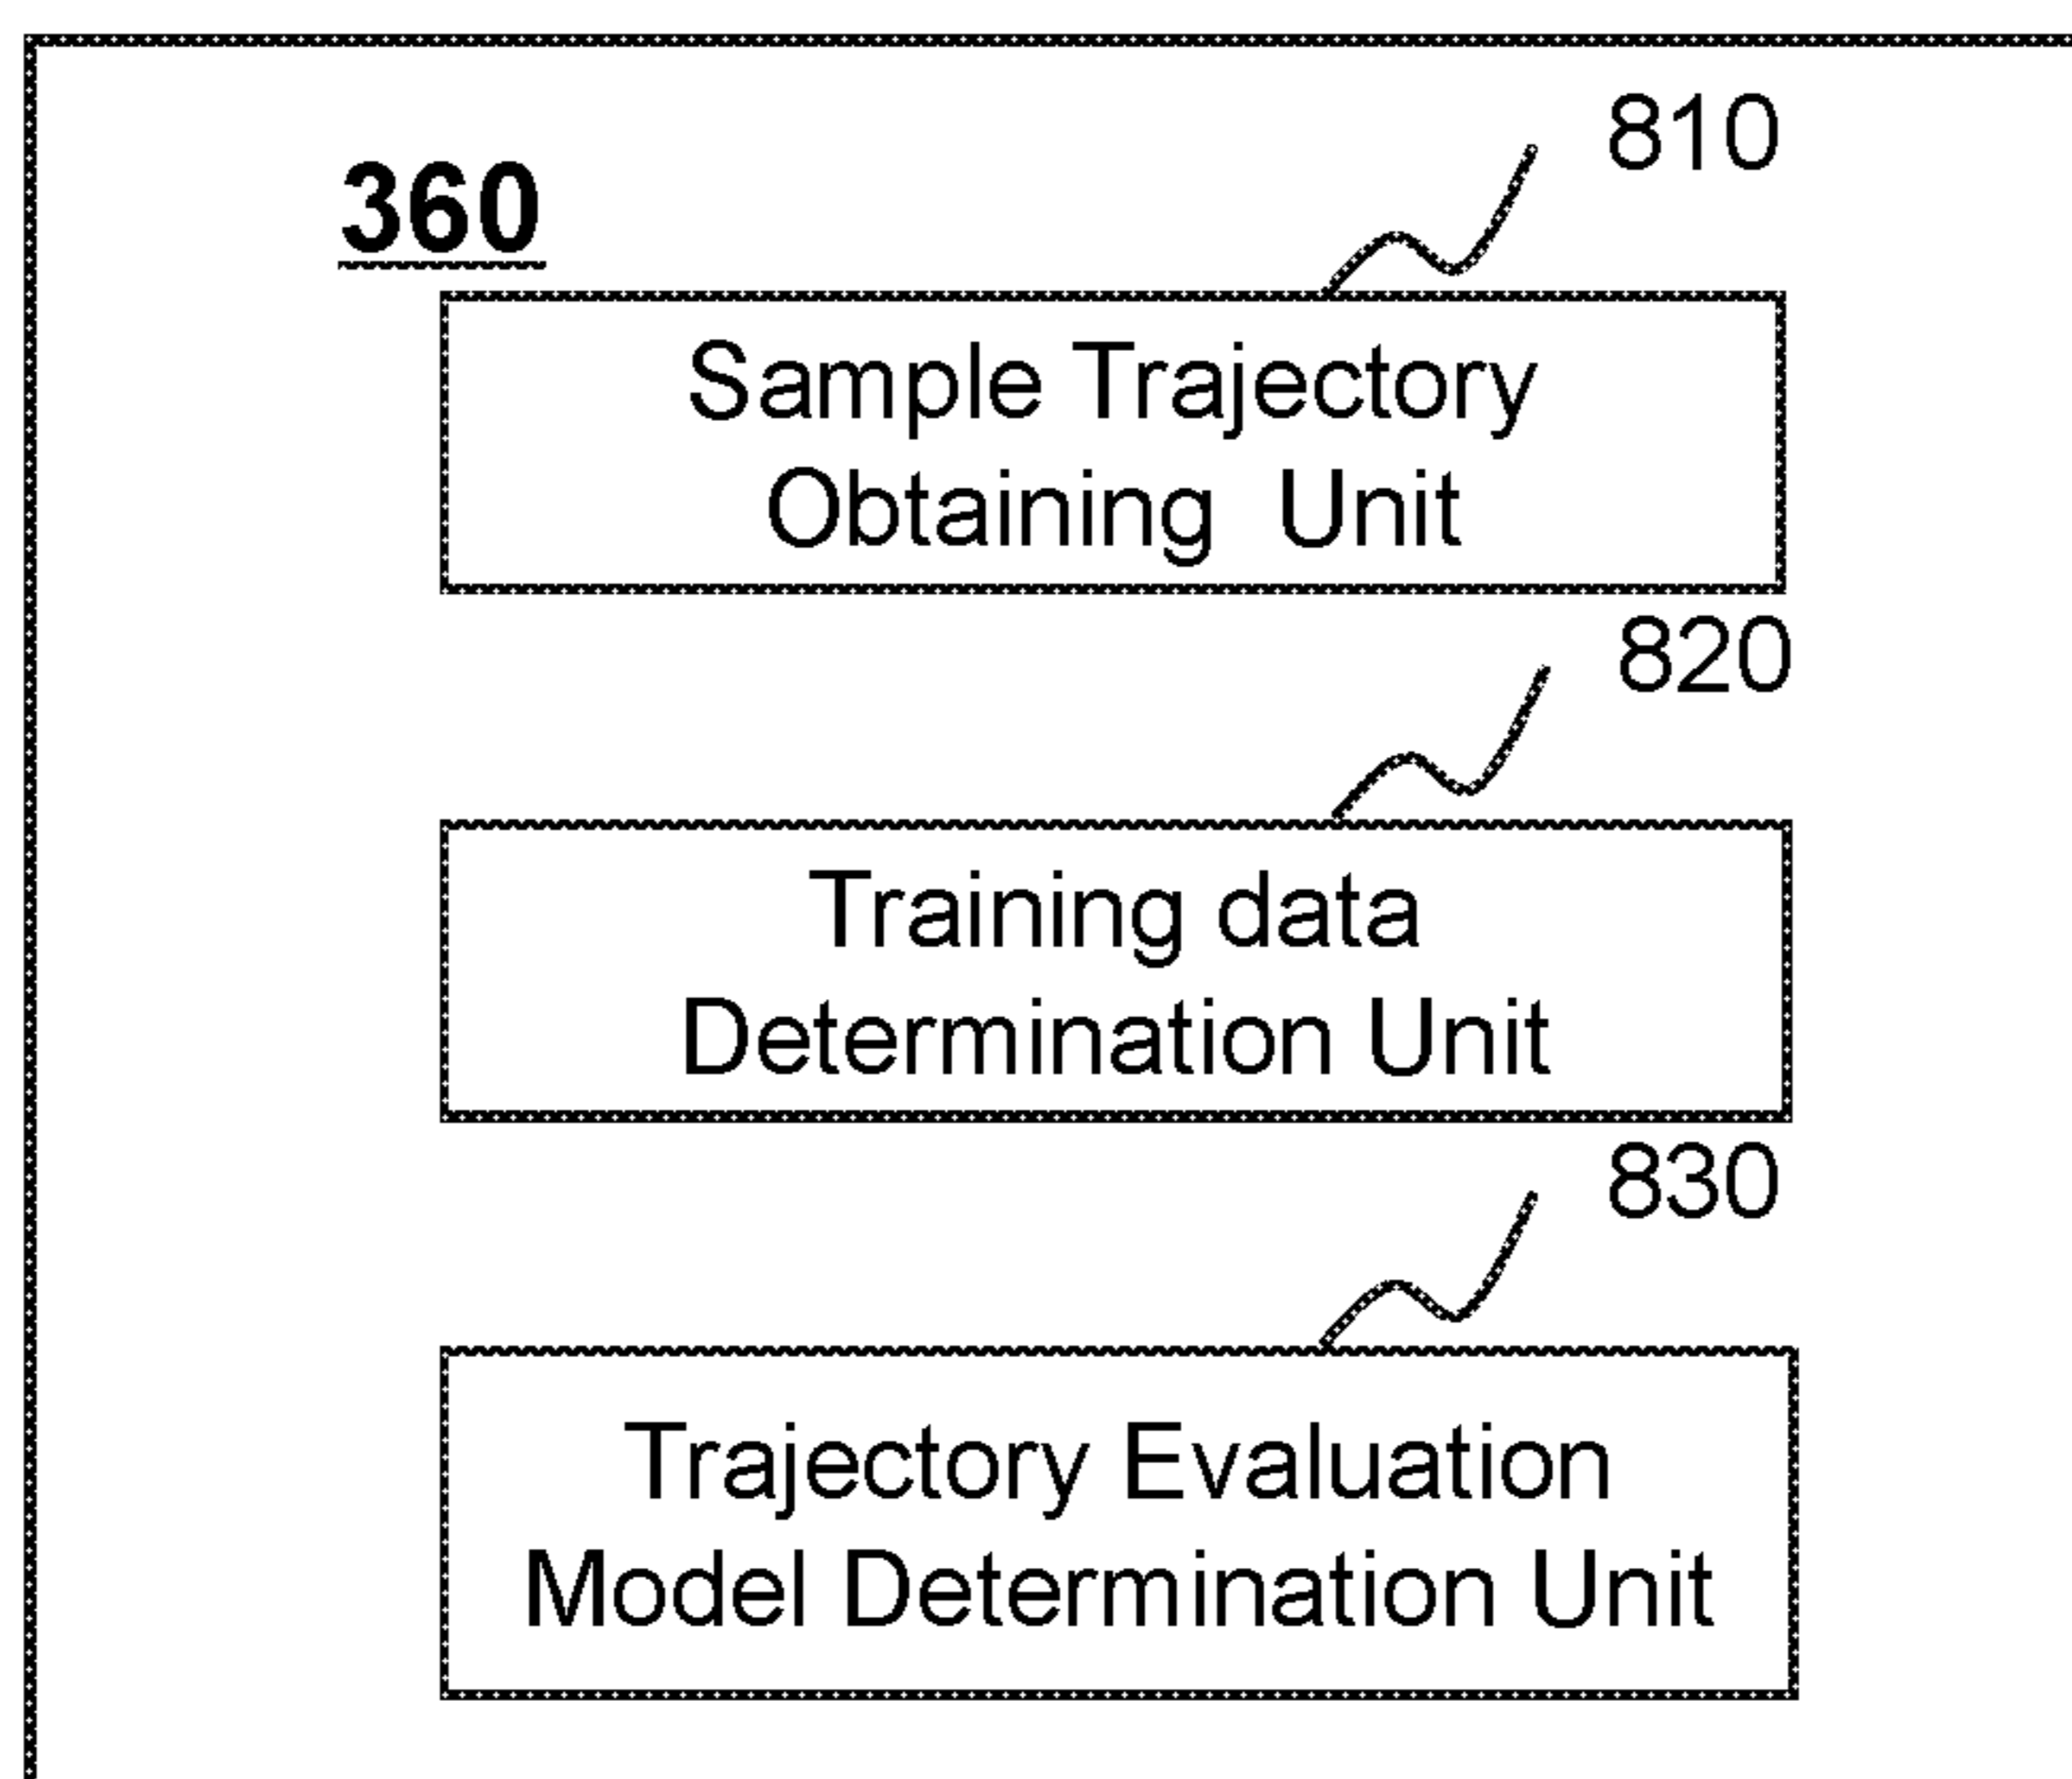 360
810
Sample Trajectory
Obtaining Unit
820
Training data
Determination Unit
830
Trajectory Evaluation
Model Determination Unit